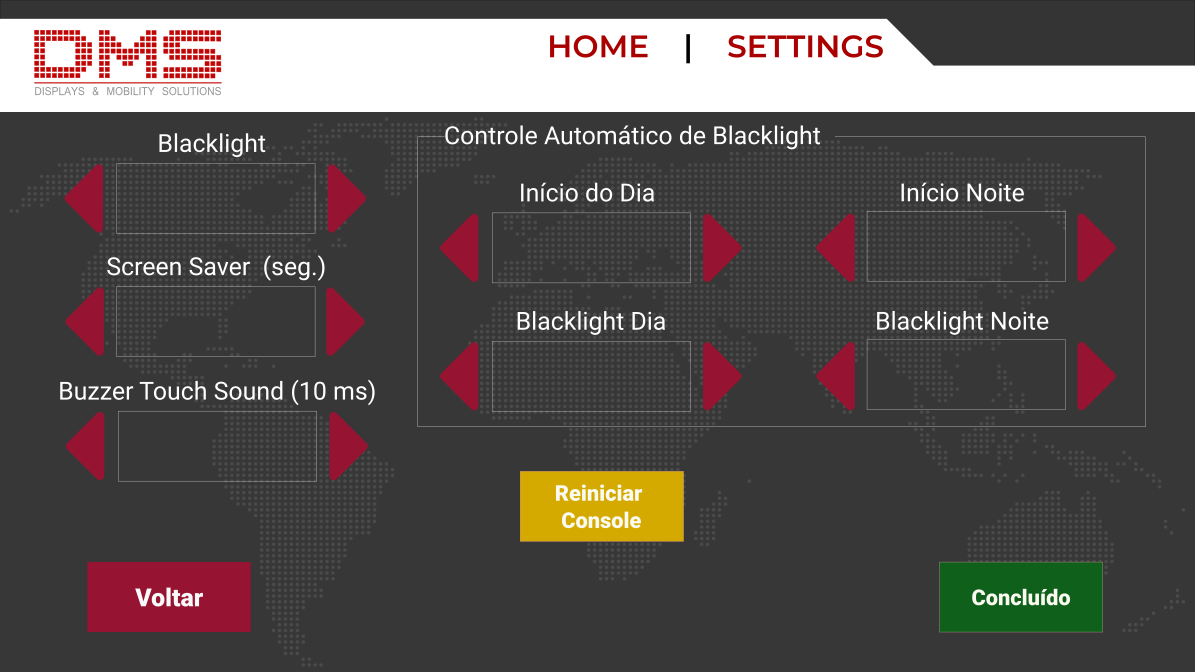 DMS
DISPLAYS & MOBILITY SOLUTIONS
HOME | SETTINGS
Blacklight
Screen Saver (seg.)
Buzzer Touch Sound (10 ms)
Controle Automático de Blacklight
Início do Dia
Início Noite
Blacklight Dia
Blacklight Noite
Reiniciar
Console
Voltar
Concluído